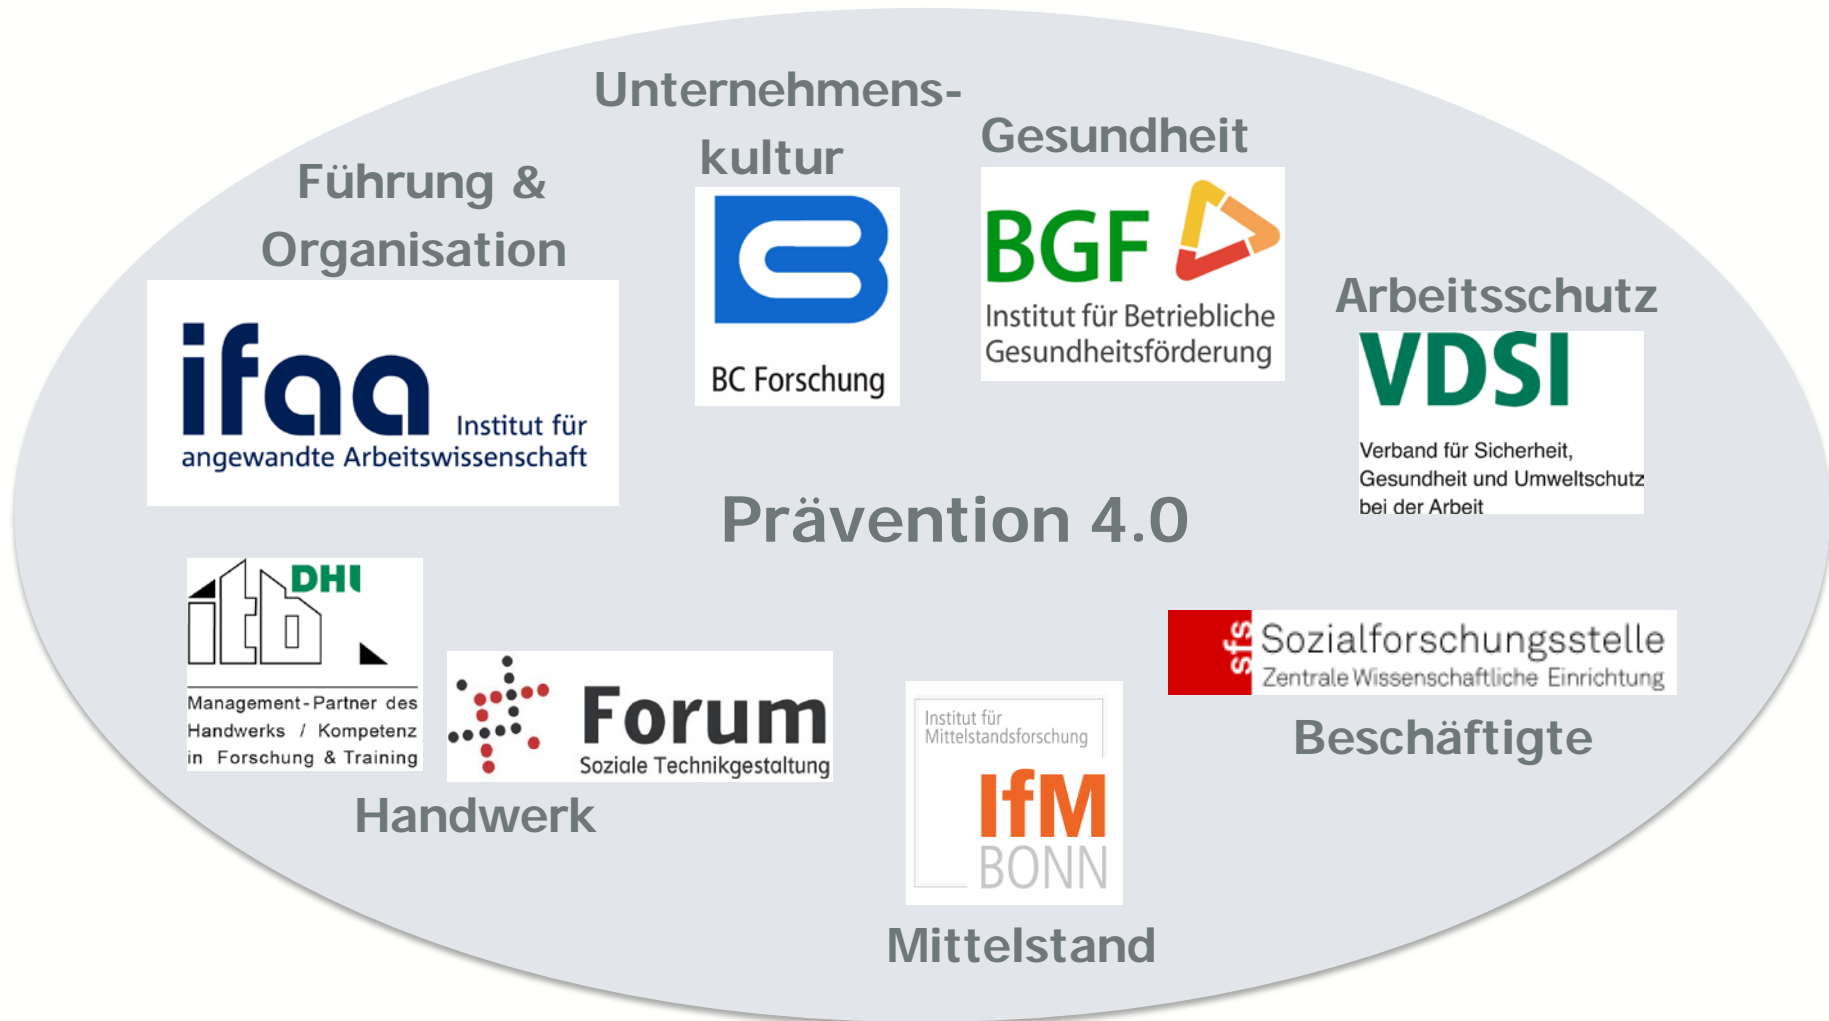 Unternehmens-
kultur
BC Forschung
Gesundheit
BGF
Institut für Betriebliche
Gesundheitsförderung
Führung &
Organisation
ifaa Institut für
angewandte Arbeitswissenschaft
Arbeitsschutz
VDSI
Verband für Sicherheit,
Gesundheit und Umweltschutz
bei der Arbeit
Prävention 4.0
itb DHI
Management-Partner des
Handwerks / Kompetenz
in Forschung & Training
Forum
Soziale Technikgestaltung
Handwerk
Institut für
Mittelstandsforschung
IfM
BONN
Mittelstand
sfs Sozialforschungsstelle
Zentrale Wissenschaftliche Einrichtung
Beschäftigte